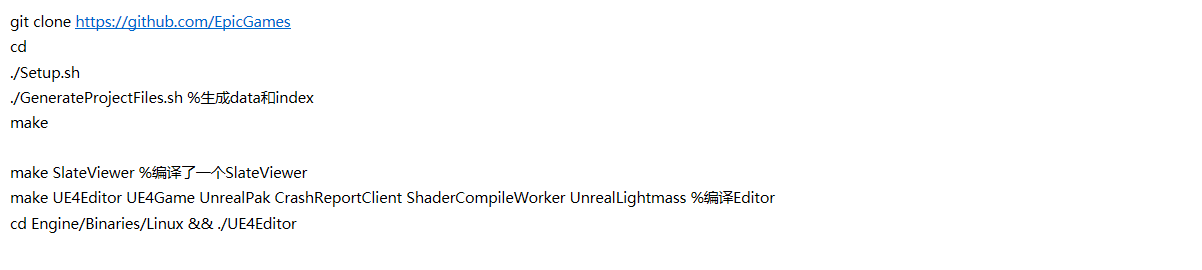 git clone https://github.com/EpicGames
cd
./Setup.sh
./GenerateProjectFiles.sh %生成data和index
make
make SlateViewer %编译了一个SlateViewer
make UE4Editor UE4Game UnrealPak CrashReportClient ShaderCompileWorker UnrealLightmass %编译Editor
cd Engine/Binaries/Linux && ./UE4Editor